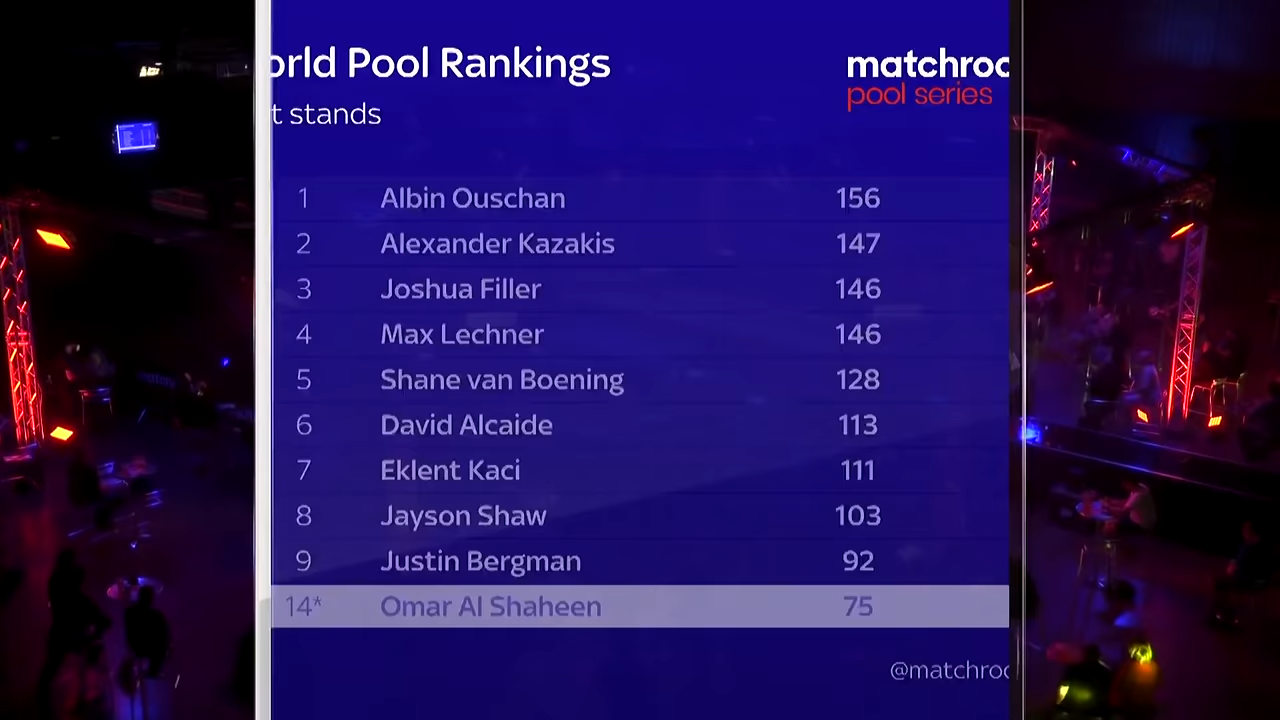 orld Pool Rankings
t stands
matchroo
pool series
1 Albin Ouschan 156
2 Alexander Kazakis 147
3 Joshua Filler 146
4 Max Lechner 146
5 Shane van Boening 128
6 David Alcaide 113
7 Eklent Kaci 111
8 Jayson Shaw 103
9 Justin Bergman 92
14* Omar Al Shaheen 75
@matchroo